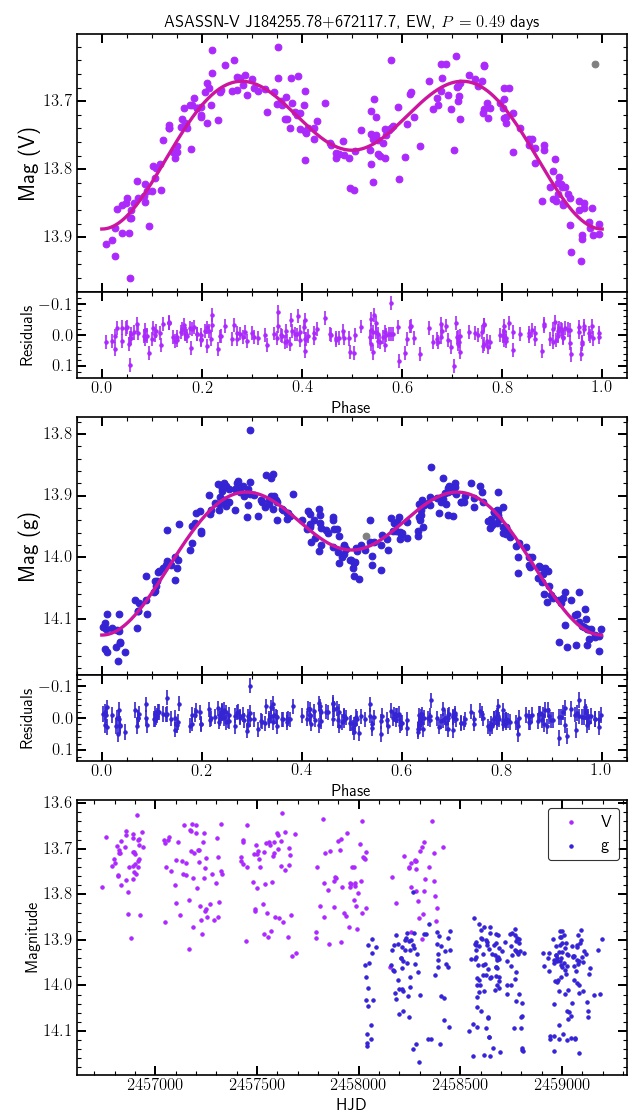 ASASSN-V J184255.78+672117.7, EW, P = 0.49 days
13.7
13.8
13.9
Mag (V)
−0.1
0.0
0.1
Residuals
0.0 0.2 0.4 0.6 0.8 1.0
Phase
13.8
13.9
14.0
14.1
Mag (g)
−0.1
0.0
0.1
Residuals
0.0 0.2 0.4 0.6 0.8 1.0
Phase
13.6
13.7
13.8
13.9
14.0
14.1
Magnitude
V
g
2457000 2457500 2458000 2458500 2459000
HJD